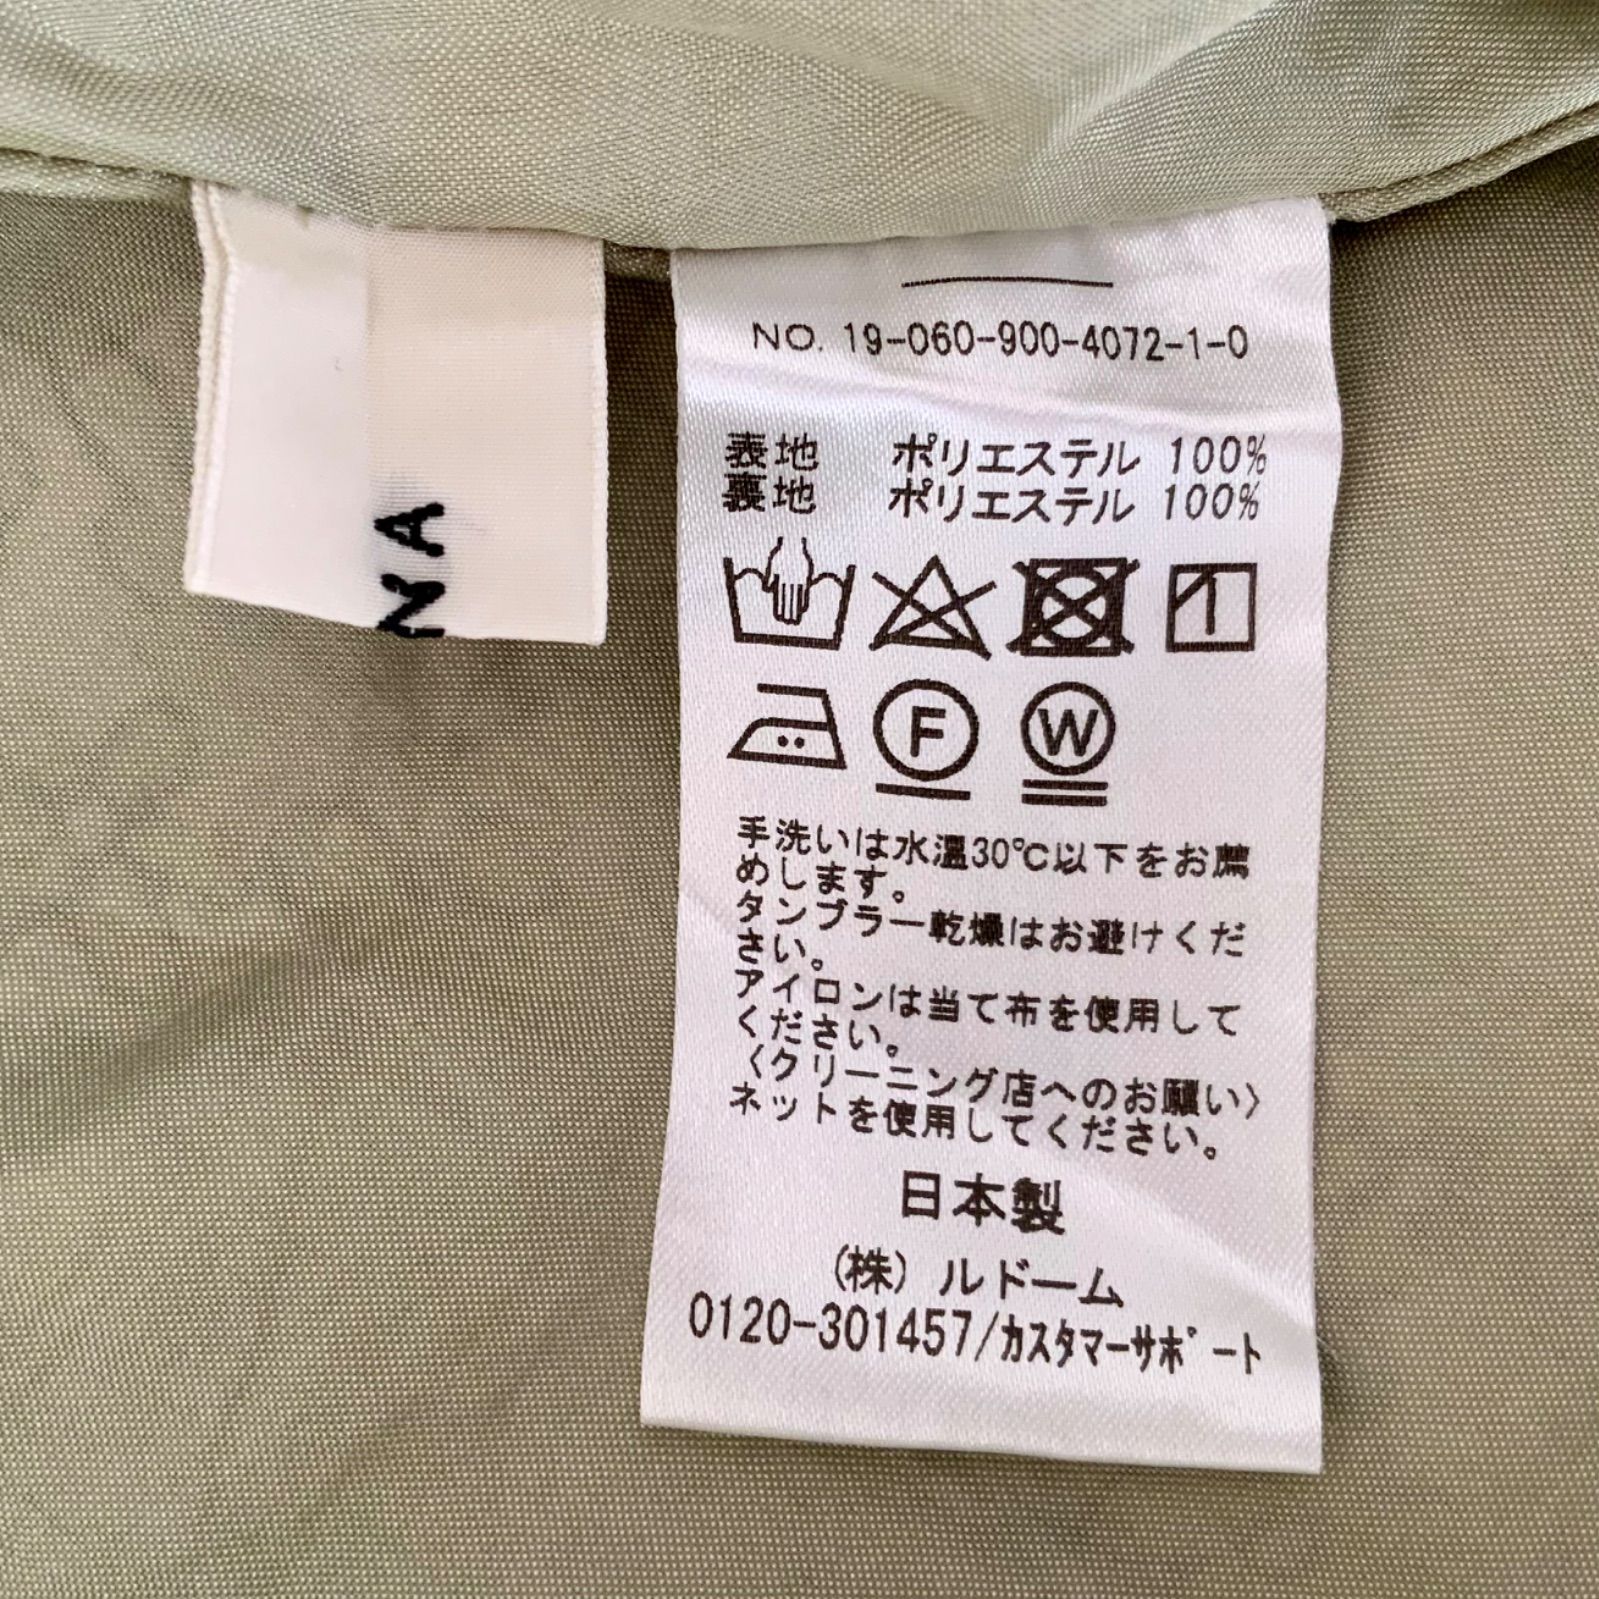 NA
NO. 19-060-900-4072-1-0
表地 ポリエステル 100%
裏地 ポリエステル 100%
F W
手洗いは水温30℃以下をお薦
めします。
タンブラー乾燥はお避けくだ
さい。
アイロンは当て布を使用して
ください。
〈クリーニング店へのお願い〉
ネットを使用してください。
日本製
(株) ルドーム
0120-301457/カスタマーサポート